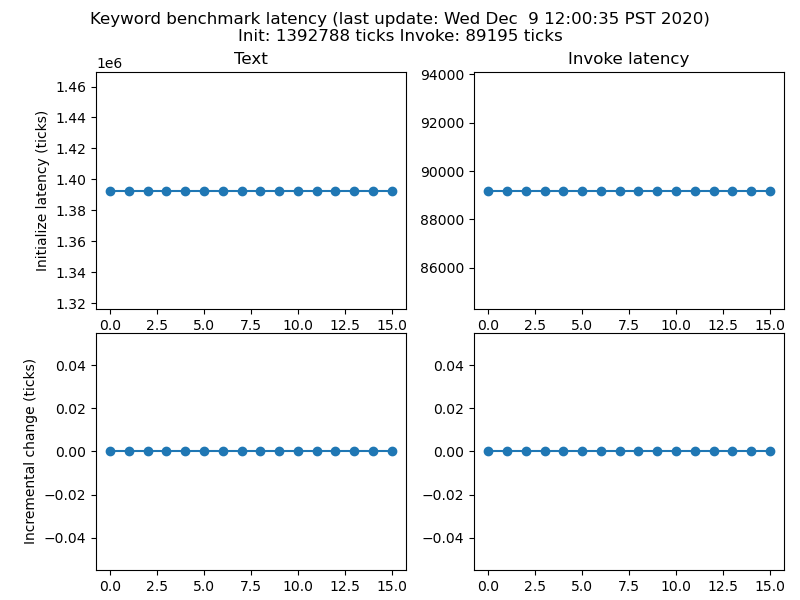 Keyword benchmark latency (last update: Wed Dec  9 12:00:35 PST 2020)
Init: 1392788 ticks Invoke: 89195 ticks
Text
1e6
Initialize latency (ticks)
1.46
1.44
1.42
1.40
1.38
1.36
1.34
1.32
0.0 2.5 5.0 7.5 10.0 12.5 15.0
Invoke latency
94000
92000
90000
88000
86000
0.0 2.5 5.0 7.5 10.0 12.5 15.0
Incremental change (ticks)
0.04
0.02
0.00
−0.02
−0.04
0.0 2.5 5.0 7.5 10.0 12.5 15.0
0.04
0.02
0.00
−0.02
−0.04
0.0 2.5 5.0 7.5 10.0 12.5 15.0